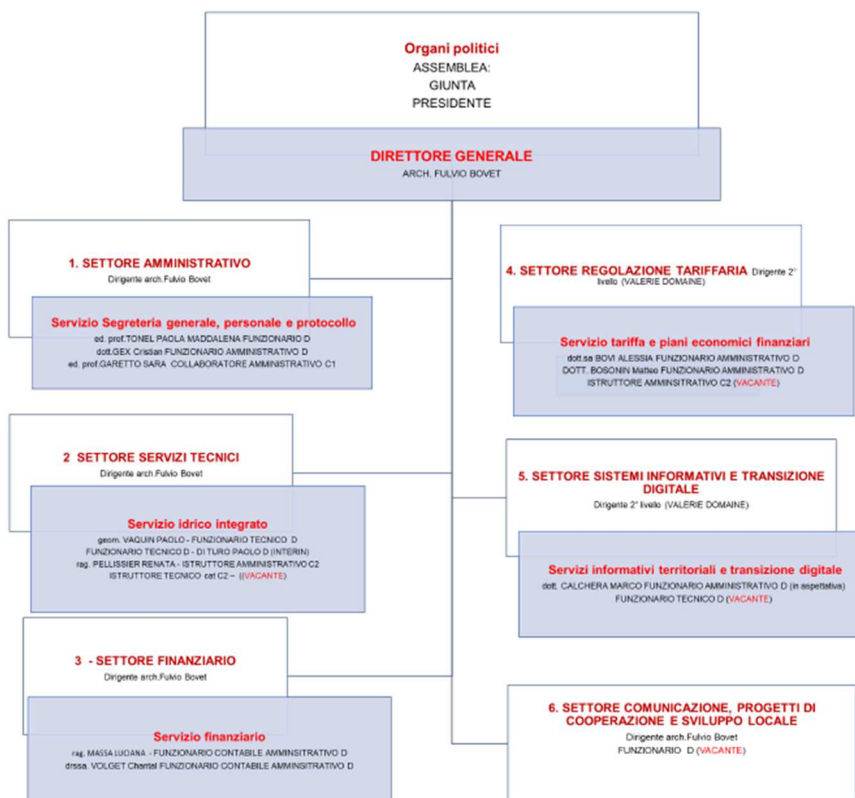 Organi politici
ASSEMBLEA:
GIUNTA
PRESIDENTE
DIRETTORE GENERALE
ARCH. FULVIO BOVET
1. SETTORE AMMINISTRATIVO
Dirigente arch.Fulvio Bovet
Servizio Segreteria generale, personale e protocollo
ed. prof.TONEL PAOLA MADDALENA FUNZIONARIO D
dott.GEX Cristian FUNZIONARIO AMMINISTRATIVO D
ed. prof.GARETTO SARA COLLABORATORE AMMINISTRATIVO C1
2 SETTORE SERVIZI TECNICI
Dirigente arch.Fulvio Bovet
Servizio idrico integrato
geom. VAQUIN PAOLO - FUNZIONARIO TECNICO D
FUNZIONARIO TECNICO D - DI TURO PAOLO D (INTERIN)
rag. PELLISSIER RENATA - ISTRUTTORE AMMINISTRATIVO C2
ISTRUTTORE TECNICO cat C2 – ((VACANTE)
3 - SETTORE FINANZIARIO
Dirigente arch.Fulvio Bovet
Servizio finanziario
rag. MASSA LUCIANA - FUNZIONARIO CONTABILE AMMINSITRATIVO D
drssa. VOLGET Chantal FUNZIONARIO CONTABILE AMMINSITRATIVO D
4. SETTORE REGOLAZIONE TARIFFARIA Dirigente 2°
livello (VALERIE DOMAINE)
Servizio tariffa e piani economici finanziari
dott.sa BOVI ALESSIA FUNZIONARIO AMMINISTRATIVO D
DOTT. BOSONIN Matteo FUNZIONARIO AMMINISTRATIVO D
ISTRUTTORE AMMINSITRATIVO C2 (VACANTE)
5. SETTORE SISTEMI INFORMATIVI E TRANSIZIONE
DIGITALE
Dirigente 2° livello (VALERIE DOMAINE)
Servizi informativi territoriali e transizione digitale
dott. CALCHERA MARCO FUNZIONARIO AMMINISTRATIVO D (in aspettativa)
FUNZIONARIO TECNICO D (VACANTE)
6. SETTORE COMUNICAZIONE, PROGETTI DI
COOPERAZIONE E SVILUPPO LOCALE
Dirigente arch.Fulvio Bovet
FUNZIONARIO D (VACANTE)